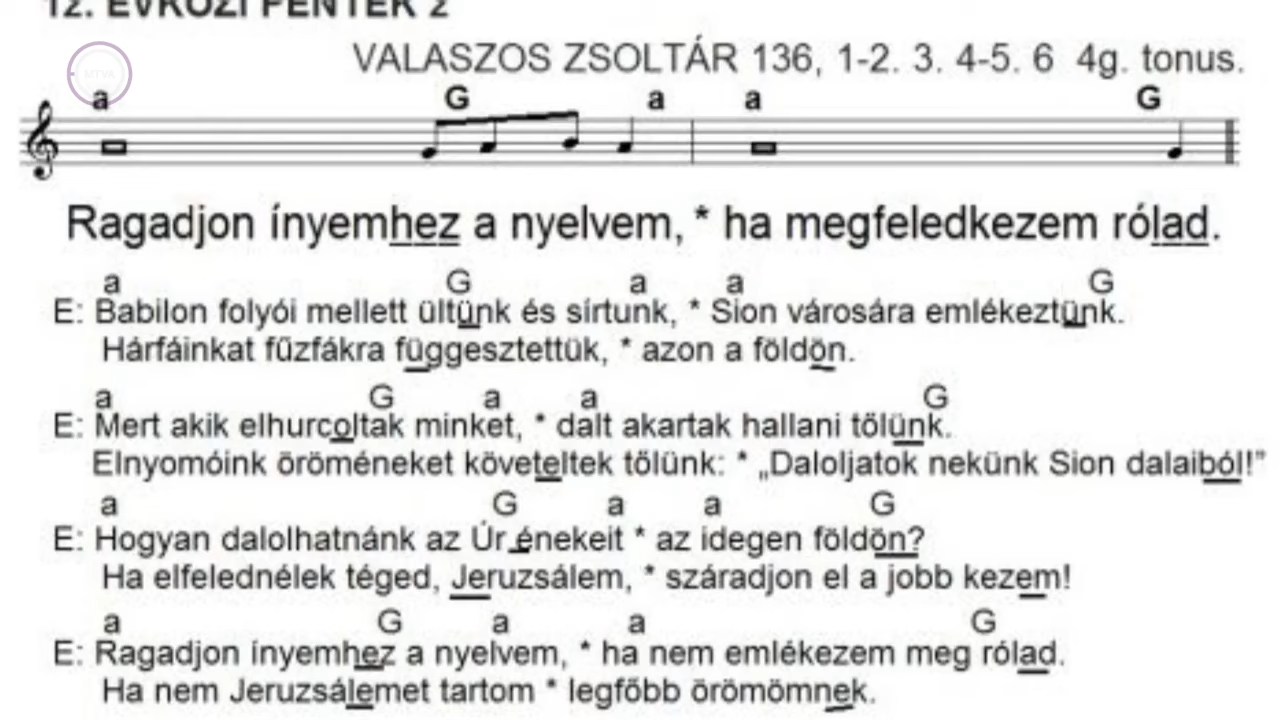 12. ÉVKÖZI PÉNTEK 2
MTVA
VALASZOS ZSOLTÁR 136, 1-2. 3. 4-5. 6 4g. tonus.
a G a a G
Ragadjon ínyemhez a nyelvem, * ha megfeledkezem rólad.
a G a a G
E: Babilon folyói mellett ültünk és sírtunk, * Sion városára emlékeztünk.
Hárfáinkat fűzfákra függesztettük, * azon a földön.
a G a a G
E: Mert akik elhurcoltak minket, * dalt akartak hallani tőlünk.
Elnyomóink öröméneket követeltek tőlünk: * „Daloljatok nekünk Sion dalaiból!”
a G a a G
E: Hogyan dalolhatnánk az Úr énekeit * az idegen földön?
Ha elfelednélek téged, Jeruzsálem, * száradjon el a jobb kezem!
a G a a G
E: Ragadjon ínyemhez a nyelvem, * ha nem emlékezem meg rólad.
Ha nem Jeruzsálemet tartom * legfőbb örömömnek.